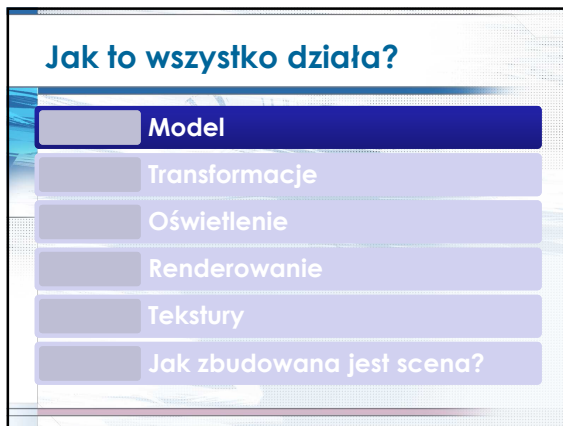 Jak to wszystko działa?
Model
Transformacje
Oświetlenie
Renderowanie
Tekstury
Jak zbudowana jest scena?